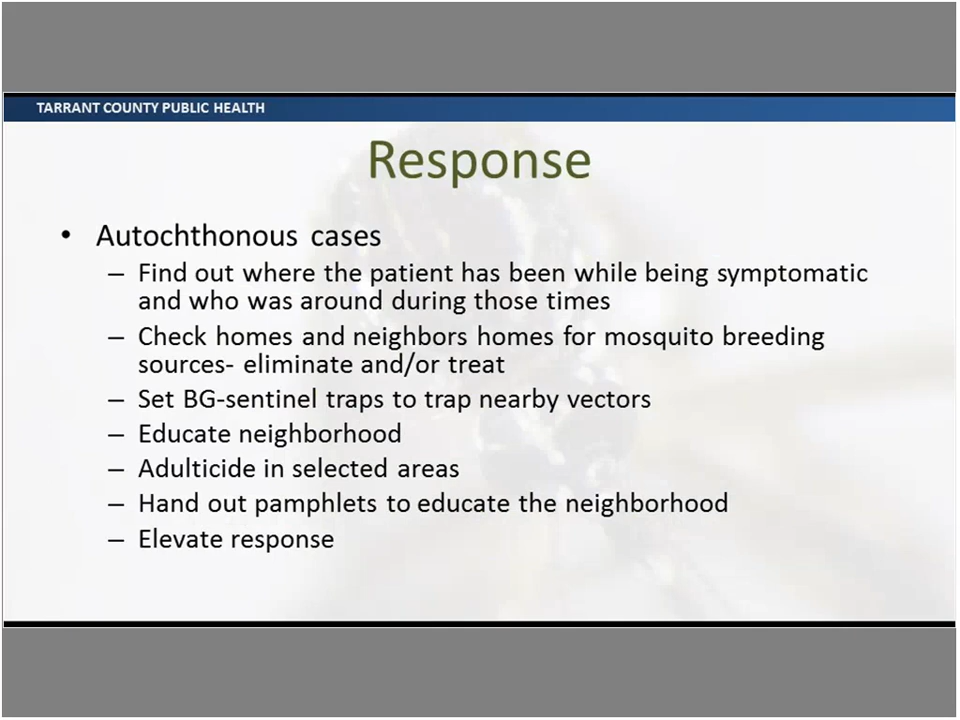 TARRANT COUNTY PUBLIC HEALTH
Response
• Autochthonous cases
– Find out where the patient has been while being symptomatic
and who was around during those times
– Check homes and neighbors homes for mosquito breeding
sources- eliminate and/or treat
– Set BG-sentinel traps to trap nearby vectors
– Educate neighborhood
– Adulticide in selected areas
– Hand out pamphlets to educate the neighborhood
– Elevate response